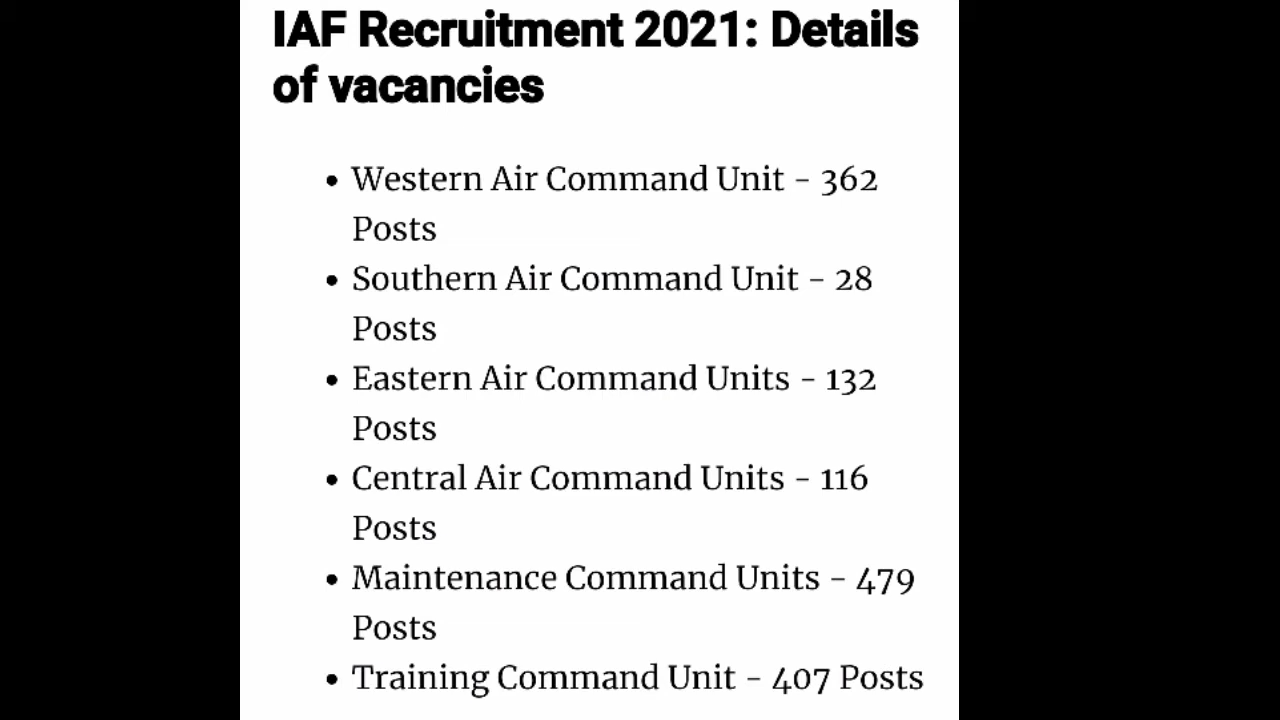 IAF Recruitment 2021: Details
of vacancies
• Western Air Command Unit - 362
Posts
• Southern Air Command Unit - 28
Posts
• Eastern Air Command Units - 132
Posts
• Central Air Command Units - 116
Posts
• Maintenance Command Units - 479
Posts
• Training Command Unit - 407 Posts